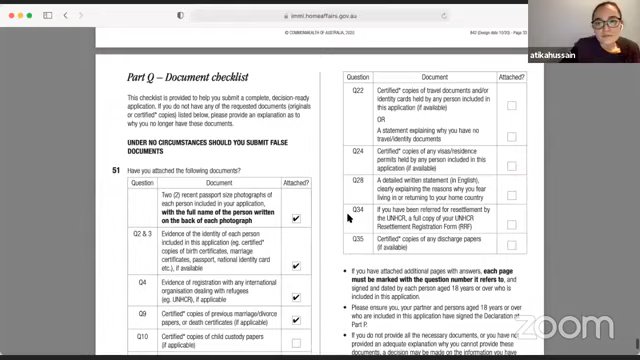 immi.homeaffairs.gov.au
© COMMONWEALTH OF AUSTRALIA, 2020
842 (Design date 10/20) - Page 25
Part Q – Document checklist
This checklist is provided to help you submit a complete, decision-ready
application. If you do not have any of the requested documents (originals
or certified* copies) listed below, please provide an explanation as to
why you no longer have those documents.
UNDER NO CIRCUMSTANCES SHOULD YOU SUBMIT FALSE
DOCUMENTS
51 Have you attached the following documents?
Question Document Attached?
Two (2) recent passport size photographs of
each person included in your application,
with the full name of the person written
on the back of each photograph
Q2 & 3 Evidence of the identity of each person
included in this application (eg. certified*
copies of birth certificates, marriage
certificates, passport, national identity card
etc.), if available
Q4 Evidence of registration with any international
organisation dealing with refugees
(eg. UNHCR), if applicable
Q9 Certified* copies of previous marriage/divorce
papers or death certificates (if applicable)
Q10 Certified* copies of child custody papers
(if applicable)
Question Document Attached?
Q22 Certified* copies of travel documents and/or
identity cards held by any person included in
this application (if available)
OR
A statement explaining why you have no
travel/identity documents
Q24 Certified* copies of any visas/residence
permits held by any person included in this
application (if available)
Q28 A detailed written statement (in English),
clearly explaining the reasons why you fear
living in or returning to your home country
Q34 If you have been referred for resettlement by
the UNHCR, a full copy of your UNHCR
Resettlement Registration Form (RRF)
Q35 Certified* copies of any discharge papers
(if available)
• If you have attached additional pages with answers, each page
must be marked with the question number it refers to, and
signed and dated by each person aged 18 years or over who
is included in this application.
• Please ensure you, your partner and persons aged 18 years or over
who are included in this application have signed the Declaration at
Part P.
• If you do not provide all the necessary documents, or you have not
provided an adequate explanation why you cannot provide these
documents, a decision may be made on the information you have
atikahussain
zoom